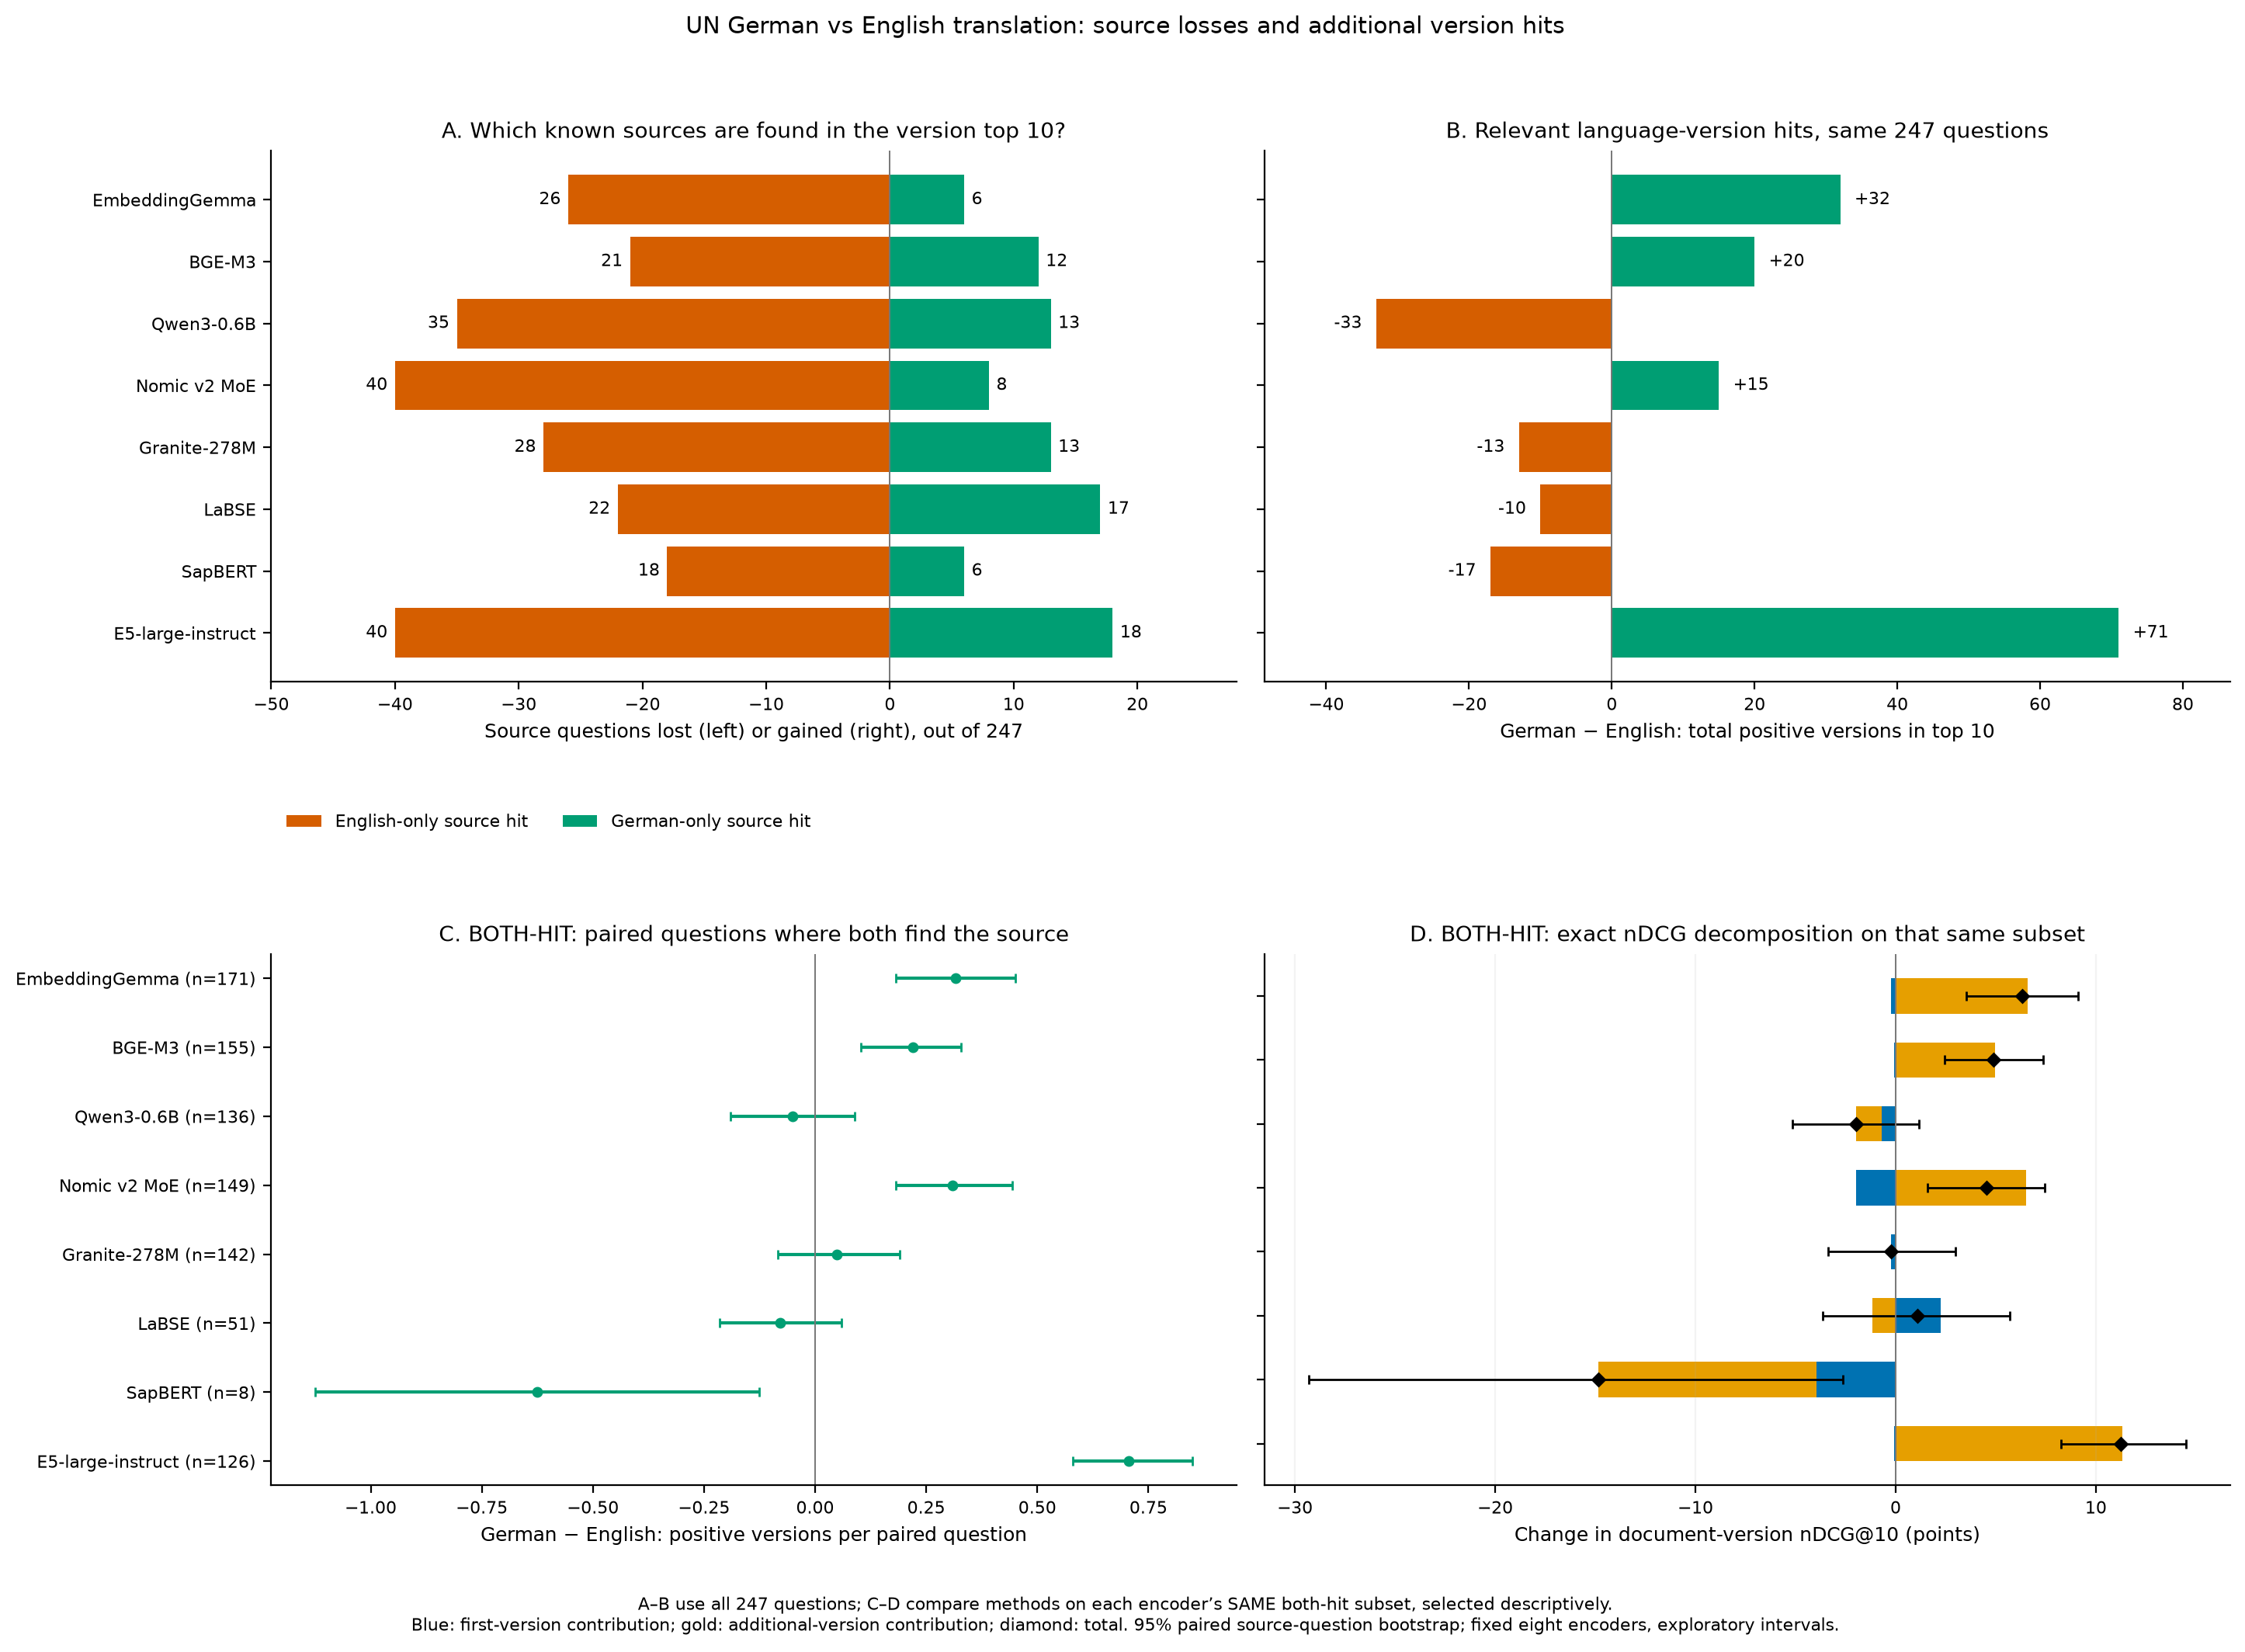 UN German vs English translation: source losses and additional version hits
A. Which known sources are found in the version top 10?
EmbeddingGemma
26
6
BGE-M3
21
12
Qwen3-0.6B
35
13
Nomic v2 MoE
40
8
Granite-278M
28
13
LaBSE
22
17
SapBERT
18
6
E5-large-instruct
40
18
−50 −40 −30 −20 −10 0 10 20
Source questions lost (left) or gained (right), out of 247
B. Relevant language-version hits, same 247 questions
+32
+20
-33
+15
-13
-10
-17
+71
−40 −20 0 20 40 60 80
German − English: total positive versions in top 10
English-only source hit
German-only source hit
C. BOTH-HIT: paired questions where both find the source
EmbeddingGemma (n=171)
BGE-M3 (n=155)
Qwen3-0.6B (n=136)
Nomic v2 MoE (n=149)
Granite-278M (n=142)
LaBSE (n=51)
SapBERT (n=8)
E5-large-instruct (n=126)
−1.00 −0.75 −0.50 −0.25 0.00 0.25 0.50 0.75
German − English: positive versions per paired question
D. BOTH-HIT: exact nDCG decomposition on that same subset
−30 −20 −10 0 10
Change in document-version nDCG@10 (points)
A–B use all 247 questions; C–D compare methods on each encoder’s SAME both-hit subset, selected descriptively.
Blue: first-version contribution; gold: additional-version contribution; diamond: total. 95% paired source-question bootstrap; fixed eight encoders, exploratory intervals.